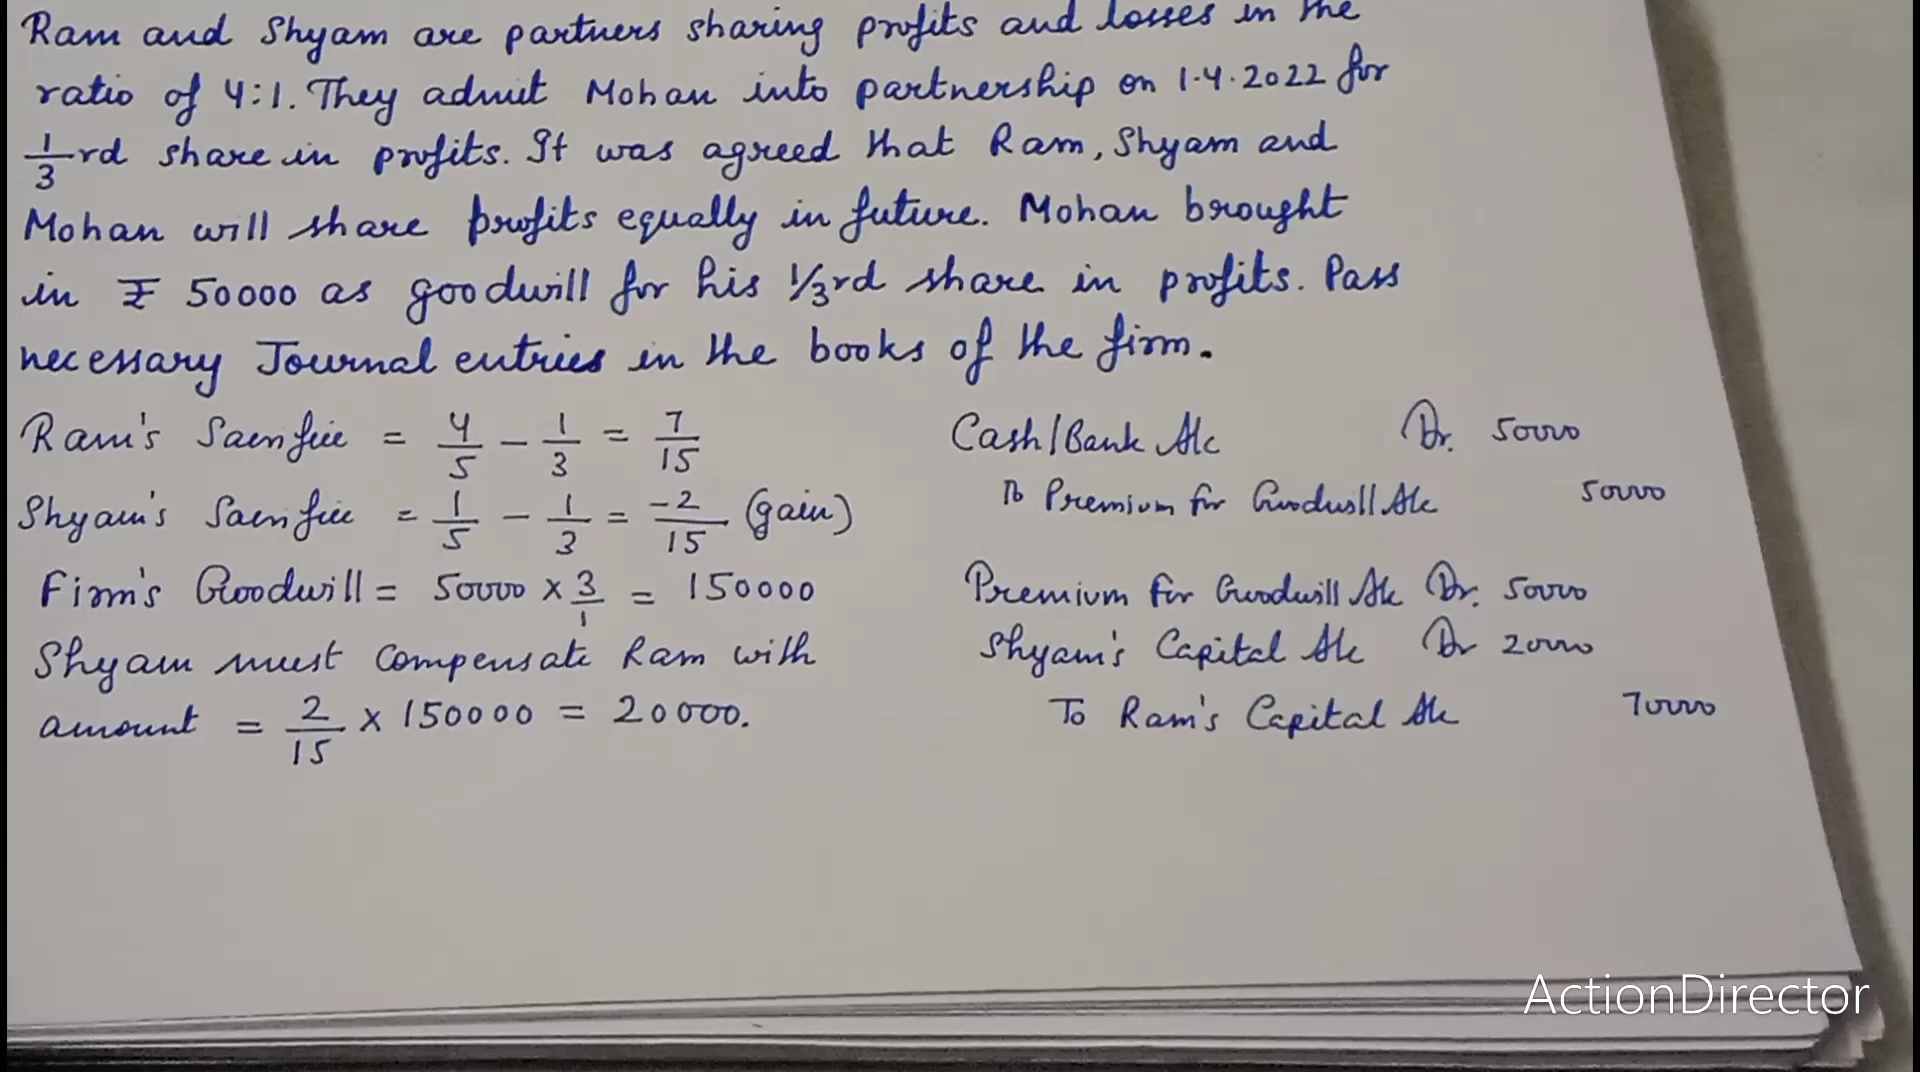 Ram and Shyam are partners sharing profits and losses in the
ratio of 4:1. They admit Mohan into partnership on 1.4.2022 for
1/3 rd share in profits. It was agreed that Ram, Shyam and
Mohan will share profits equally in future. Mohan brought
in ₹ 50000 as goodwill for his 1/3rd share in profits. Pass
necessary Journal entries in the books of the firm.
Ram's Sacrifice = 4/5 - 1/3 = 7/15
Shyam's Sacrifice = 1/5 - 1/3 = -2/15 (gain)
Firm's Goodwill = 50000 x 3/1 = 150000
Shyam must compensate Ram with
amount = 2/15 x 150000 = 20000.
Cash/Bank A/c Dr. 50000
To Premium for Goodwill A/c 50000
Premium for Goodwill A/c Dr. 50000
Shyam's Capital A/c Dr 20000
To Ram's Capital A/c 70000
ActionDirector